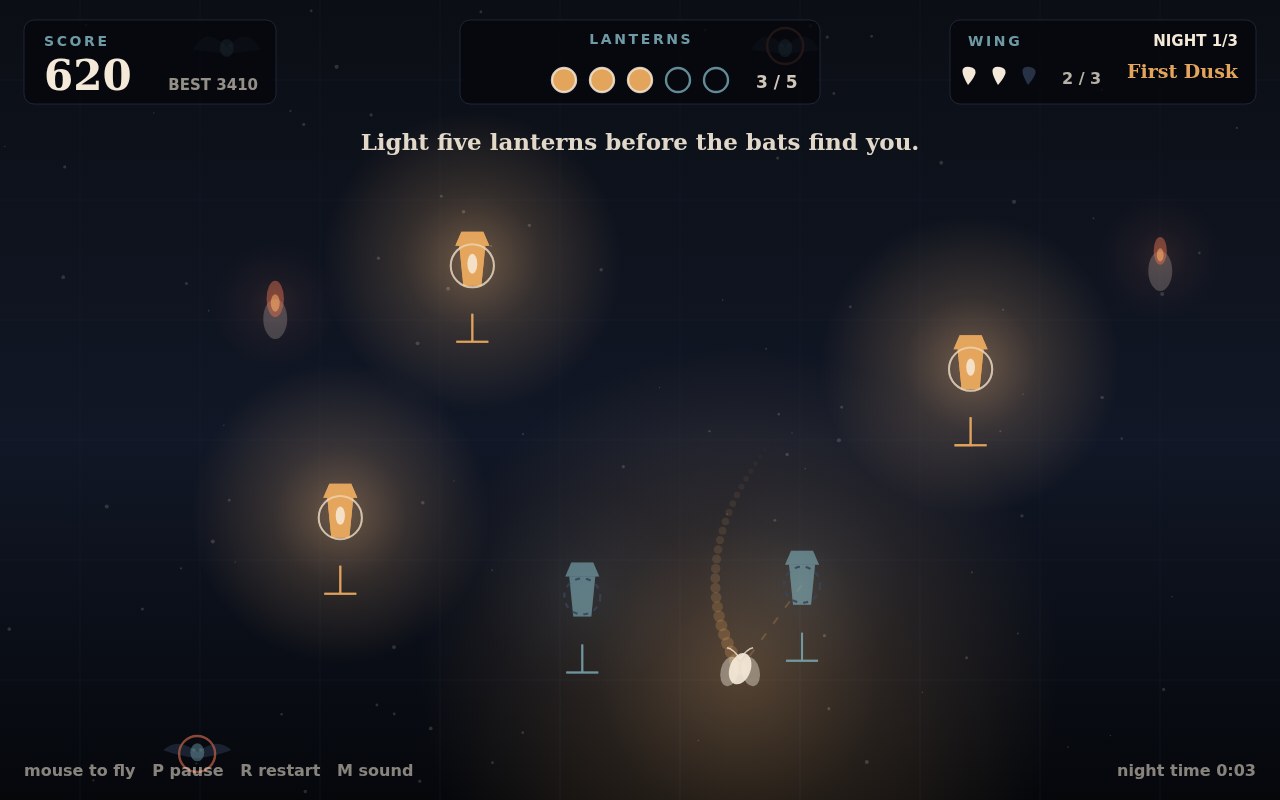 SCORE
620
BEST 3410
LANTERNS
3 / 5
WING
NIGHT 1/3
2 / 3
First Dusk
Light five lanterns before the bats find you.
mouse to fly P pause R restart M sound
night time 0:03